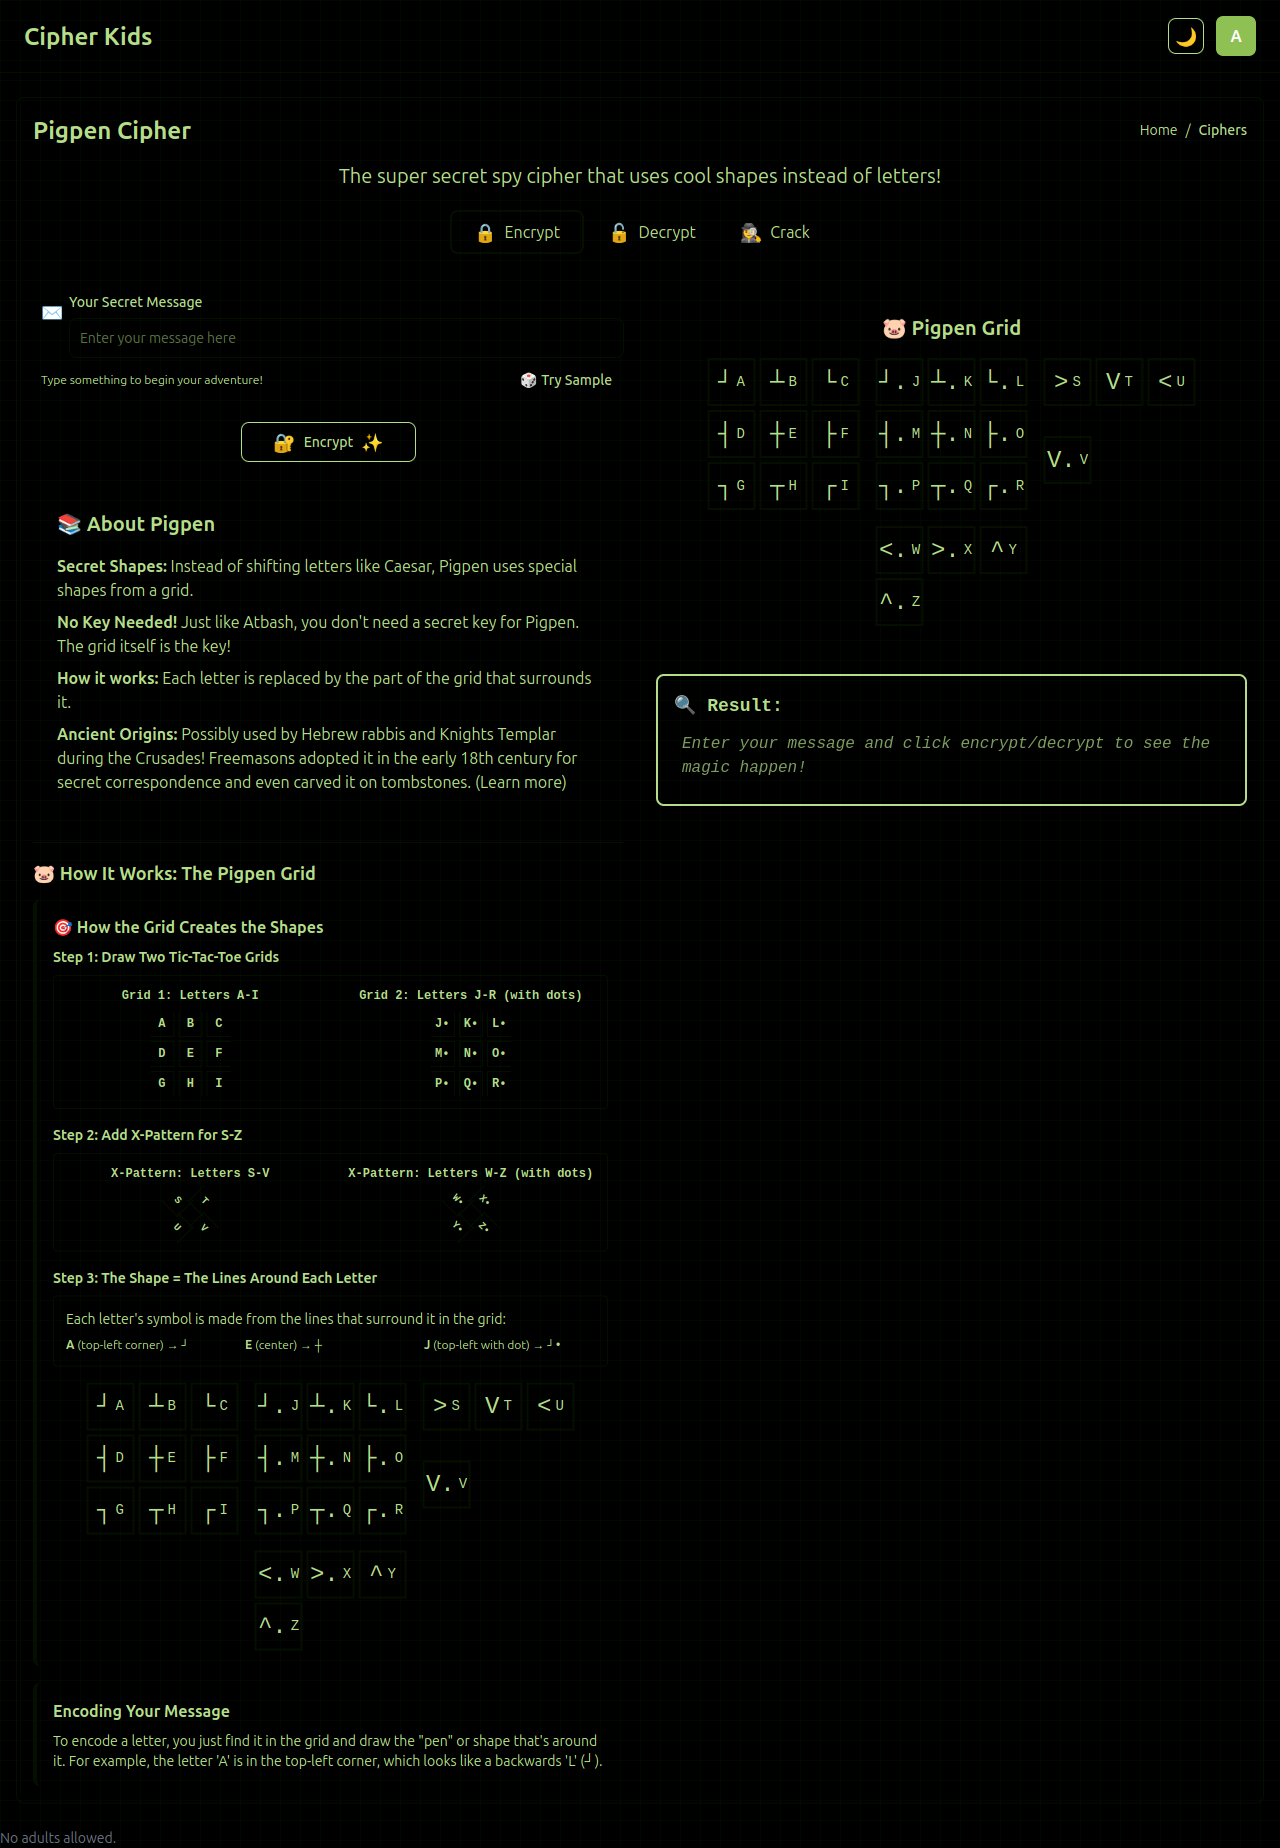 Cipher Kids
A
Pigpen Cipher
Home / Ciphers
The super secret spy cipher that uses cool shapes instead of letters!
🔒 Encrypt 🔓 Decrypt 🕵️ Crack
Your Secret Message
Enter your message here
Type something to begin your adventure!
🎲 Try Sample
🔐 Encrypt ✨
📚 About Pigpen
Secret Shapes: Instead of shifting letters like Caesar, Pigpen uses special
shapes from a grid.
No Key Needed! Just like Atbash, you don't need a secret key for Pigpen.
The grid itself is the key!
How it works: Each letter is replaced by the part of the grid that surrounds
it.
Ancient Origins: Possibly used by Hebrew rabbis and Knights Templar
during the Crusades! Freemasons adopted it in the early 18th century for
secret correspondence and even carved it on tombstones. (Learn more)
🐷 Pigpen Grid
┘ A ┴ B └ C ┘. J ┴. K └. L > S V T < U
┤ D ┼ E ├ F ┤. M ┼. N ├. O
V. V
┐ G ┬ H ┌ I ┐. P ┬. Q ┌. R
<. W >. X ^ Y
^. Z
🔍 Result:
Enter your message and click encrypt/decrypt to see the
magic happen!
🐷 How It Works: The Pigpen Grid
🎯 How the Grid Creates the Shapes
Step 1: Draw Two Tic-Tac-Toe Grids
Grid 1: Letters A-I Grid 2: Letters J-R (with dots)
A B C J• K• L•
D E F M• N• O•
G H I P• Q• R•
Step 2: Add X-Pattern for S-Z
X-Pattern: Letters S-V X-Pattern: Letters W-Z (with dots)
S T W• X•
U V Y• Z•
Step 3: The Shape = The Lines Around Each Letter
Each letter's symbol is made from the lines that surround it in the grid:
A (top-left corner) → ┘ E (center) → ┼ J (top-left with dot) → ┘•
┘ A ┴ B └ C ┘. J ┴. K └. L > S V T < U
┤ D ┼ E ├ F ┤. M ┼. N ├. O
V. V
┐ G ┬ H ┌ I ┐. P ┬. Q ┌. R
<. W >. X ^ Y
^. Z
Encoding Your Message
To encode a letter, you just find it in the grid and draw the "pen" or shape that's around
it. For example, the letter 'A' is in the top-left corner, which looks like a backwards 'L' (┘).
No adults allowed.